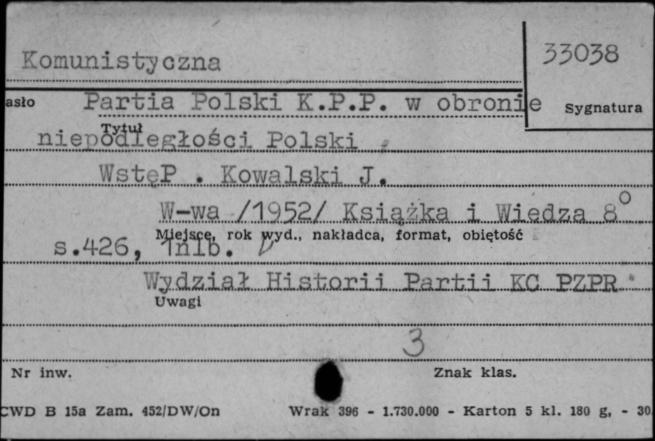 Komunistyczna
33038
asło Partia Polski K.P.P. w obronie Sygnatura
Tytuł
niepodległości Polski
WstęP . Kowalski J.
W-wa /1952/ Książka i Wiedza 8°
Miejsce, rok wyd., nakładca, format, objętość
s.426, 1nlb.
Wydział Historii Partii KC PZPR
Uwagi
3
Nr inw. Znak klas.
CWD B 15a Zam. 452/DW/On Wrak 396 - 1.730.000 - Karton 5 kl. 180 g, - 30